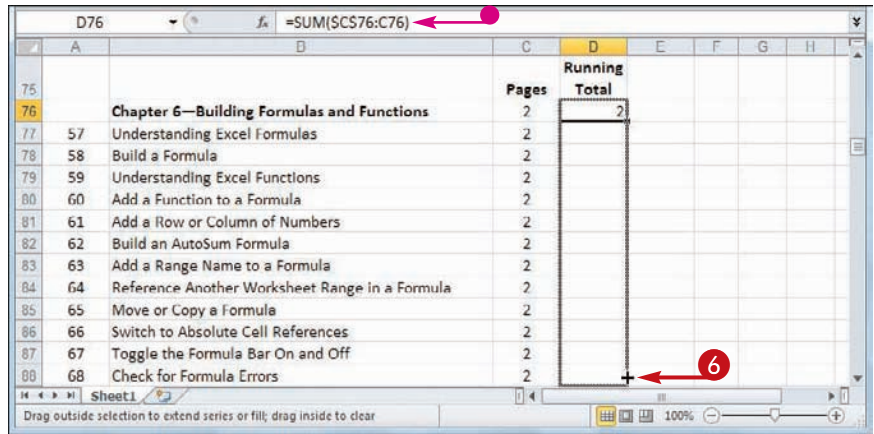 D76 fx =SUM($C$76:C76)
A B C D E F G H
Running
75 Pages Total
76 Chapter 6—Building Formulas and Functions 2 2
77 57 Understanding Excel Formulas 2
78 58 Build a Formula 2
79 59 Understanding Excel Functions 2
80 60 Add a Function to a Formula 2
81 61 Add a Row or Column of Numbers 2
82 62 Build an AutoSum Formula 2
83 63 Add a Range Name to a Formula 2
84 64 Reference Another Worksheet Range in a Formula 2
85 65 Move or Copy a Formula 2
86 66 Switch to Absolute Cell References 2
87 67 Toggle the Formula Bar On and Off 2
88 68 Check for Formula Errors 2
6
Sheet1
Drag outside selection to extend series or fill; drag inside to clear 100%